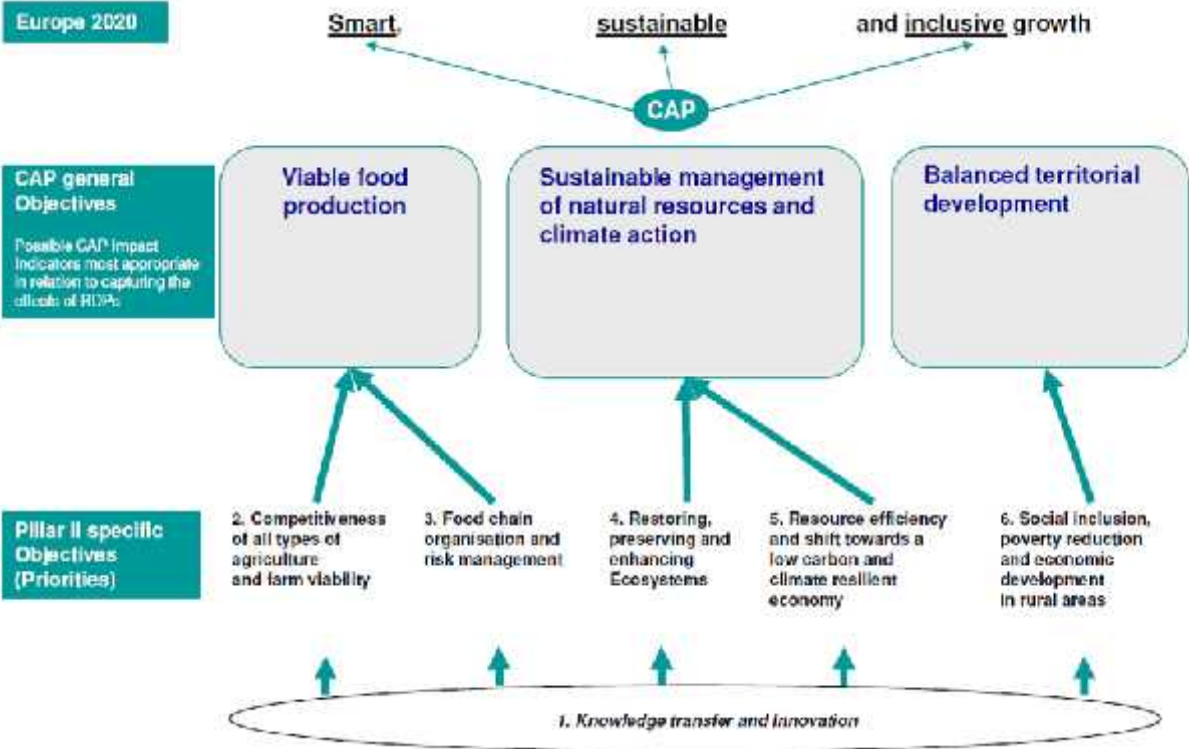 Europe 2020
Smart,
sustainable
and inclusive growth
CAP
CAP general
Objectives
Possible CAP Impact
Indicators most appropriate
in relation to capturing the
effects of RDPs
Viable food
production
Sustainable management
of natural resources and
climate action
Balanced territorial
development
Pillar II specific
Objectives
(Priorities)
2. Competitiveness
of all types of
agriculture
and farm viability
3. Food chain
organisation and
risk management
4. Restoring,
preserving and
enhancing
Ecosystems
5. Resource efficiency
and shift towards a
low carbon and
climate resilient
economy
6. Social inclusion,
poverty reduction
and economic
development
in rural areas
1. Knowledge transfer and Innovation